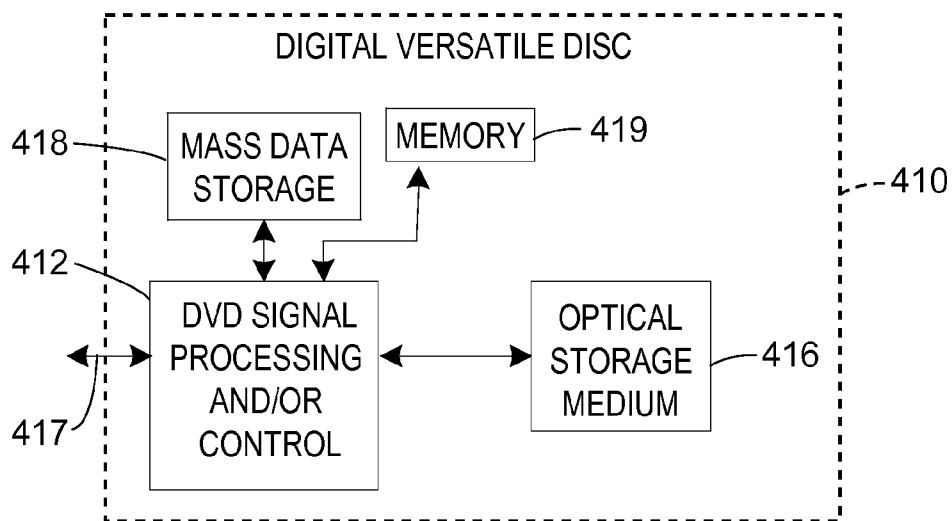 DIGITAL VERSATILE DISC
418
MASS DATA
STORAGE
MEMORY
419
410
412
DVD SIGNAL
PROCESSING
AND/OR
CONTROL
OPTICAL
STORAGE
MEDIUM
416
417